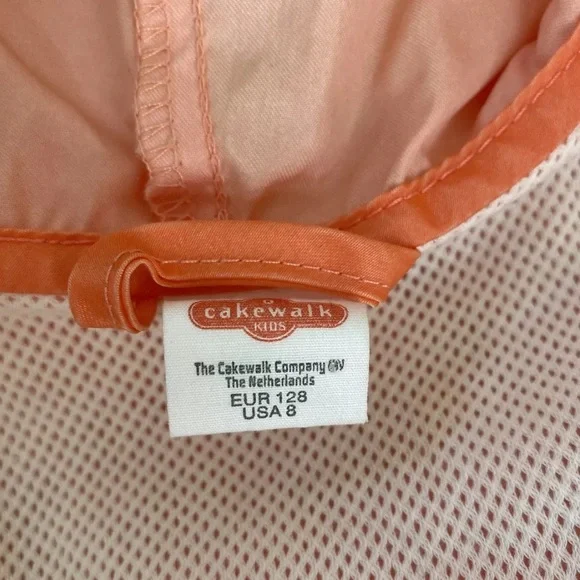 cakewalk
KIDS
The Cakewalk Company BV
The Netherlands
EUR 128
USA 8